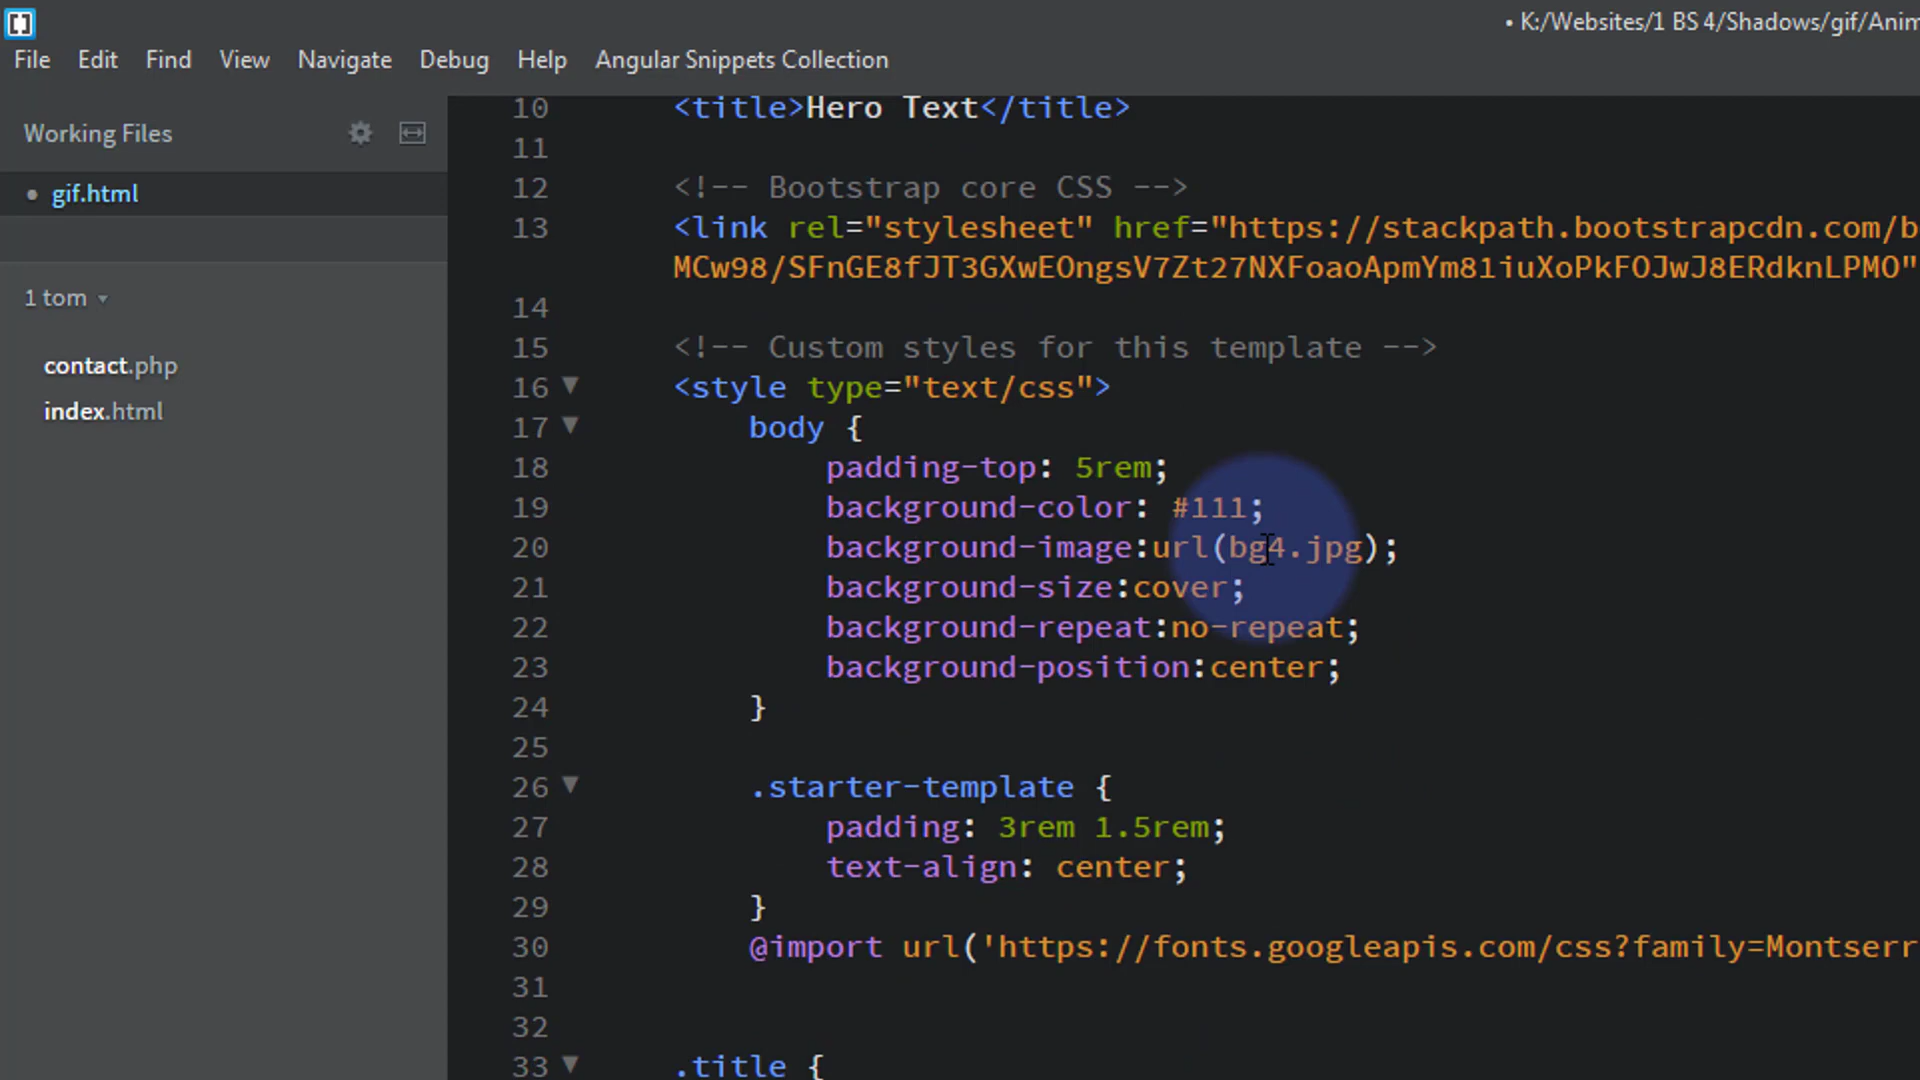 • K:/Websites/1 BS 4/Shadows/gif/Anim
File Edit Find View Navigate Debug Help Angular Snippets Collection
Working Files
• gif.html
1 tom
contact.php
index.html
10 <title>Hero Text</title>
11
12 <!-- Bootstrap core CSS -->
13 <link rel="stylesheet" href="https://stackpath.bootstrapcdn.com/b
MCw98/SFnGE8fJT3GXwEOngsV7Zt27NXFoaoApmYm81iuXoPkFOJwJ8ERdknLPMO"
14
15 <!-- Custom styles for this template -->
16 <style type="text/css">
17 body {
18 padding-top: 5rem;
19 background-color: #111;
20 background-image:url(bg4.jpg);
21 background-size:cover;
22 background-repeat:no-repeat;
23 background-position:center;
24 }
25
26 .starter-template {
27 padding: 3rem 1.5rem;
28 text-align: center;
29 }
30 @import url('https://fonts.googleapis.com/css?family=Montserr
31
32
33 .title {